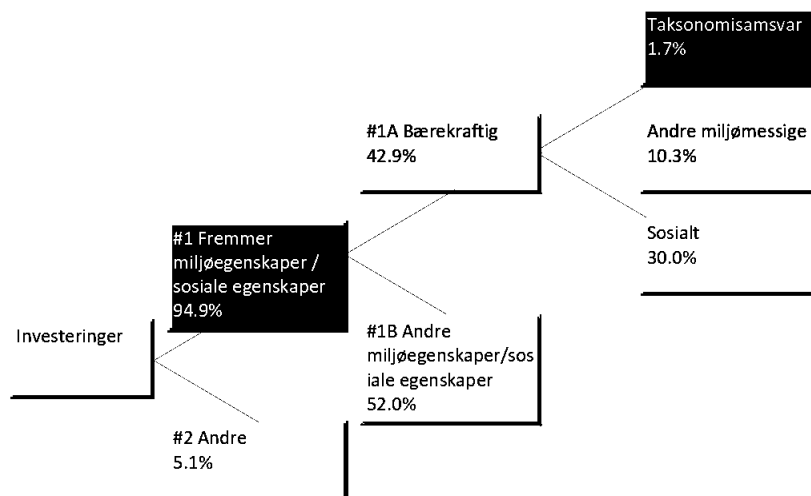 Investeringer
#1 Fremmer
miljøegenskaper /
sosiale egenskaper
94.9%
#2 Andre
5.1%
#1A Bærekraftig
42.9%
#1B Andre
miljøegenskaper/sos
iale egenskaper
52.0%
Taksonomisamsvar
1.7%
Andre miljømessige
10.3%
Sosialt
30.0%